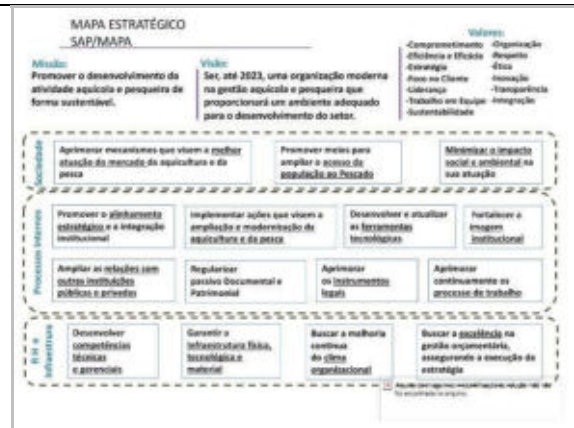 MAPA ESTRATÉGICO
SAP/MAPA
Missão:
Promover o desenvolvimento da
atividade aquícola e pesqueira de
forma sustentável.
Visão:
Ser, até 2023, uma organização moderna
na gestão aquícola e pesqueira que
proporcionará um ambiente adequado
para o desenvolvimento do setor.
Valores:
-Comprometimento -Organização
-Eficiência e Eficácia -Respeito
-Estratégia -Ética
-Foco no Cliente -Inovação
-Liderança -Transparência
-Trabalho em Equipe -Integração
-Sustentabilidade
Sociedade
Aprimorar mecanismos que visem a melhor
atuação do mercado da aquicultura e da
pesca
Promover meios para
ampliar o acesso da
população ao Pescado
Minimizar o impacto
social e ambiental na
sua atuação
Processos Internos
Promover o alinhamento
estratégico e a integração
institucional
Implementar ações que visem a
ampliação e modernização da
aquicultura e da pesca
Desenvolver e atualizar
as ferramentas
tecnológicas
Fortalecer a
imagem
institucional
Ampliar as relações com
outras instituições
públicas e privadas
Regularizar
passivo Documental e
Patrimonial
Aprimorar
os instrumentos
legais
Aprimorar
continuamente os
processo de trabalho
RH e
Infraestrura
Desenvolver
competências
técnicas
e gerenciais
Garantir a
infraestrutura física,
tecnológica e
material
Buscar a melhoria
contínua
do clima
organizacional
Buscar a excelência na
gestão orçamentária,
assegurando a execução da
estratégia
foi encontrada no arquivo.